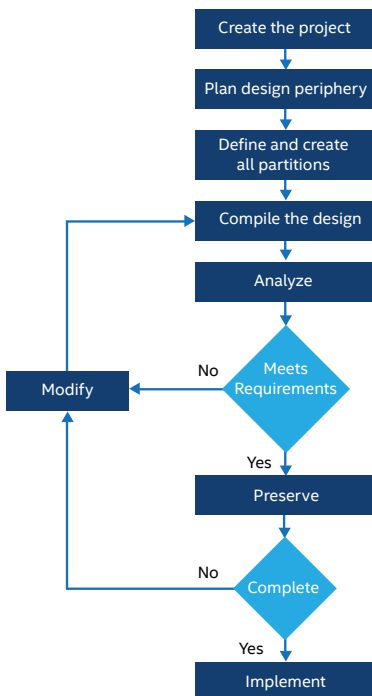 Create the project
Plan design periphery
Define and create
all partitions
Compile the design
Analyze
Meets
Requirements
No
Modify
Yes
Preserve
No
Complete
Yes
Implement